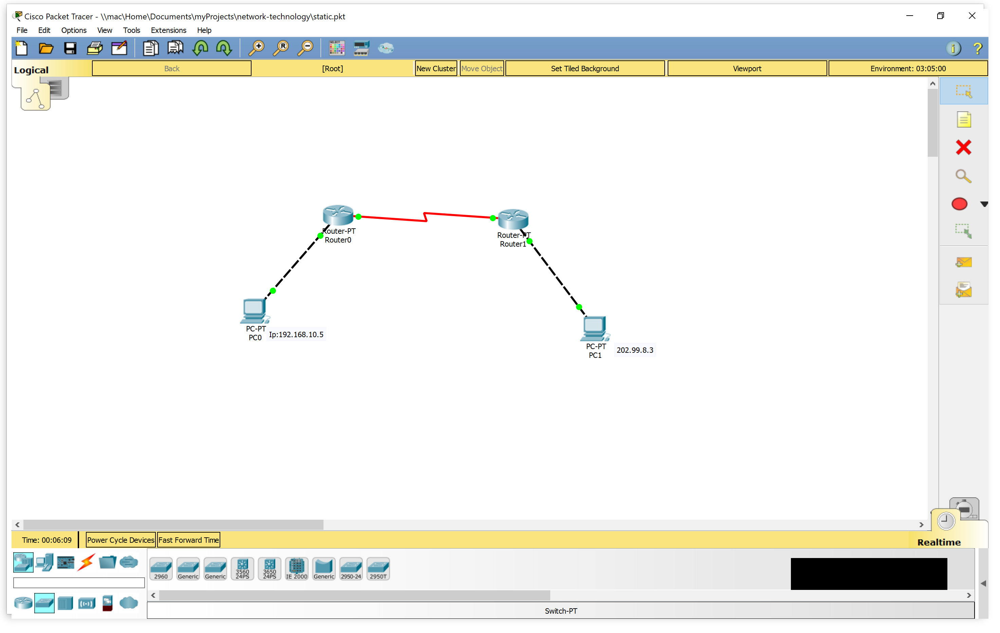 Cisco Packet Tracer - \\mac\Home\Documents\myProjects\network-technology\static.pkt
File Edit Options View Tools Extensions Help
Logical Back [Root] New Cluster Move Object Set Tiled Background Viewport Environment: 03:05:00
Router-PT
Router0
Router-PT
Router1
PC-PT
PC0
Ip:192.168.10.5
PC-PT
PC1
202.99.8.3
Time: 00:06:09 Power Cycle Devices Fast Forward Time Realtime
2960 Generic Generic 3560 24PS 3650 24PS IE 2000 Generic 2950-24 2950T
Switch-PT